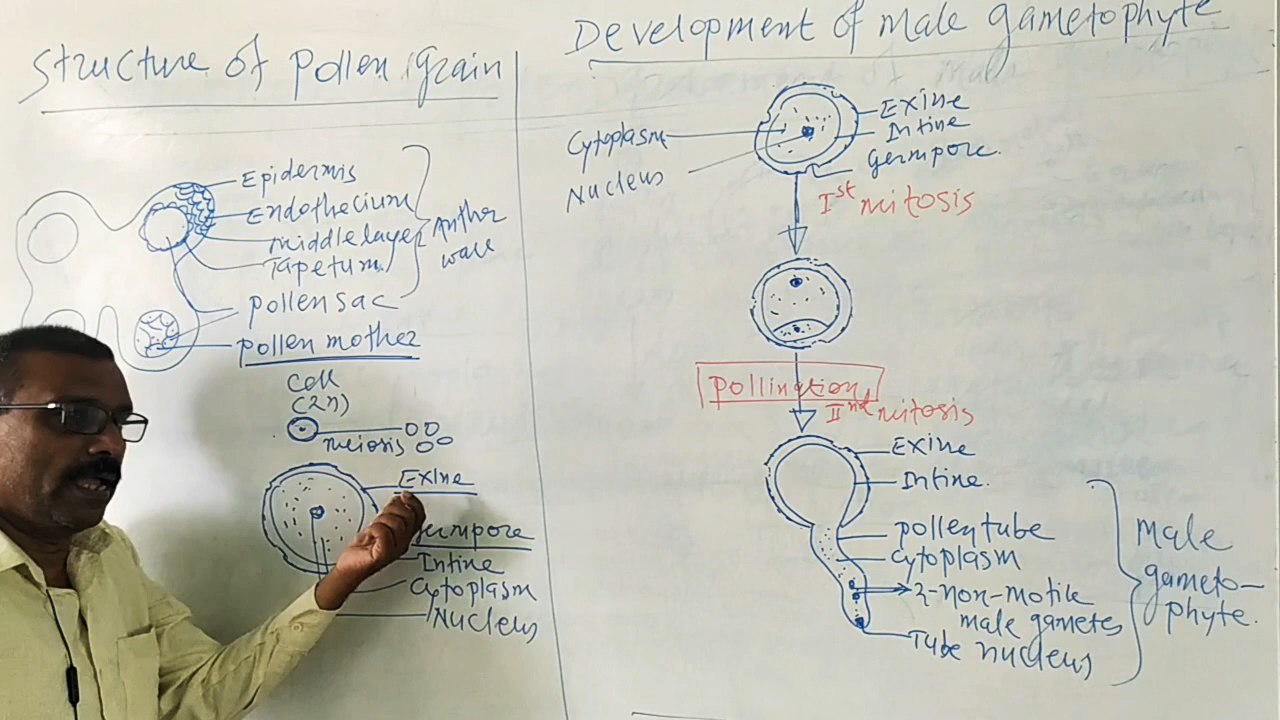 Structure of Pollen grain
Epidermis
Endothecium
middle layer
Tapetum
Anther
wall
Pollen sac
Pollen mother
Cell
(2n)
meiosis
Exine
Germpore
Intine
Cytoplasm
Nucleus
Development of Male gametophyte
Exine
Cytoplasm
Intine
Germpore.
Nucleus
Ist mitosis
Pollination
IInd mitosis
Exine
Intine.
pollen tube
Cytoplasm
2-non-motile
male gametes
Tube nucleus
Male
gameto-
phyte.